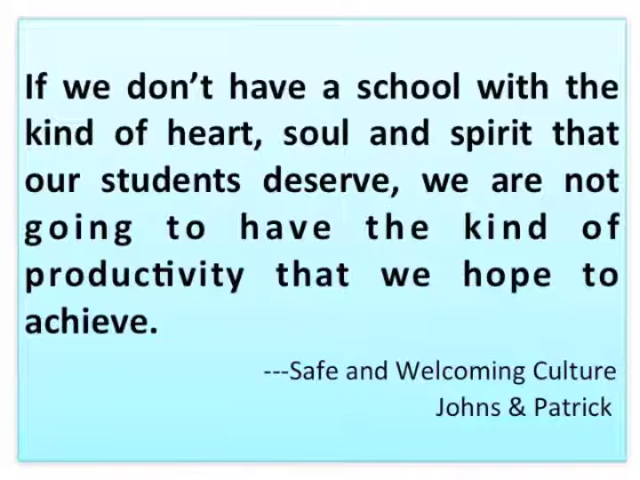 If we don’t have a school with the
kind of heart, soul and spirit that
our students deserve, we are not
going to have the kind of
productivity that we hope to
achieve.
---Safe and Welcoming Culture
Johns & Patrick